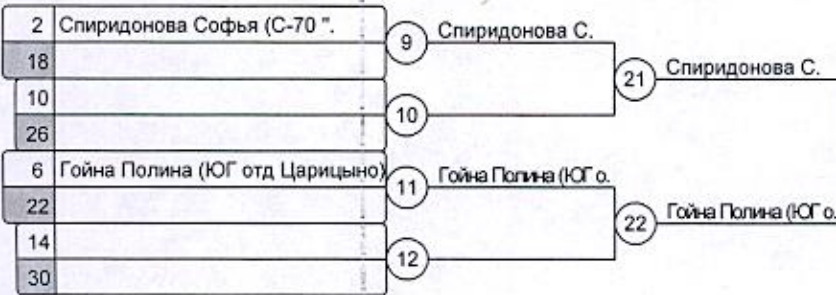 2 Спиридонова Софья (С-70 ".
18
9 Спиридонова С.
10
26
10
21 Спиридонова С.
6 Гойна Полина (ЮГ отд Царицыно)
22
11 Гойна Полина (ЮГ о.
14
30
12
22 Гойна Полина (ЮГ о.